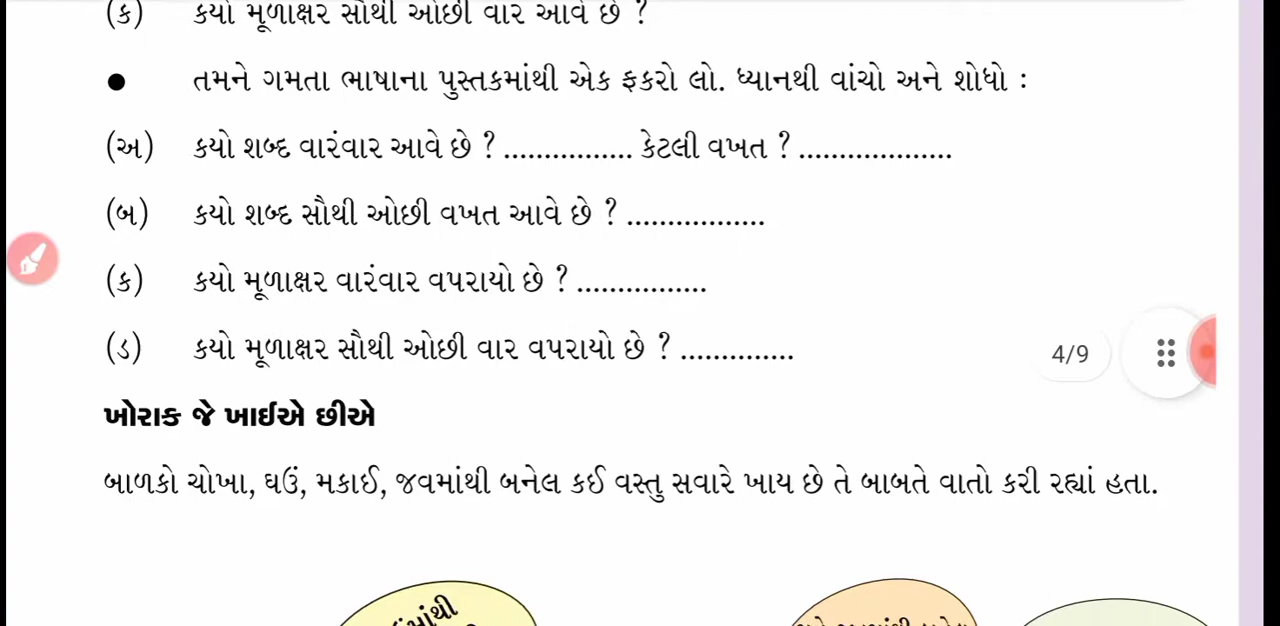 (ક) કયો મૂળાક્ષર સૌથી ઓછી વાર આવે છે ?
● તમને ગમતા ભાષાના પુસ્તકમાંથી એક ફકરો લો. ધ્યાનથી વાંચો અને શોધો :
(અ) કયો શબ્દ વારંવાર આવે છે ? ................ કેટલી વખત ? ...................
(બ) કયો શબ્દ સૌથી ઓછી વખત આવે છે ? .................
(ક) કયો મૂળાક્ષર વારંવાર વપરાયો છે ? ................
(ડ) કયો મૂળાક્ષર સૌથી ઓછી વાર વપરાયો છે ? ..............
4/9
ખોરાક જે ખાઈએ છીએ
બાળકો ચોખા, ઘઉં, મકાઈ, જવમાંથી બનેલ કઈ વસ્તુ સવારે ખાય છે તે બાબતે વાતો કરી રહ્યાં હતા.